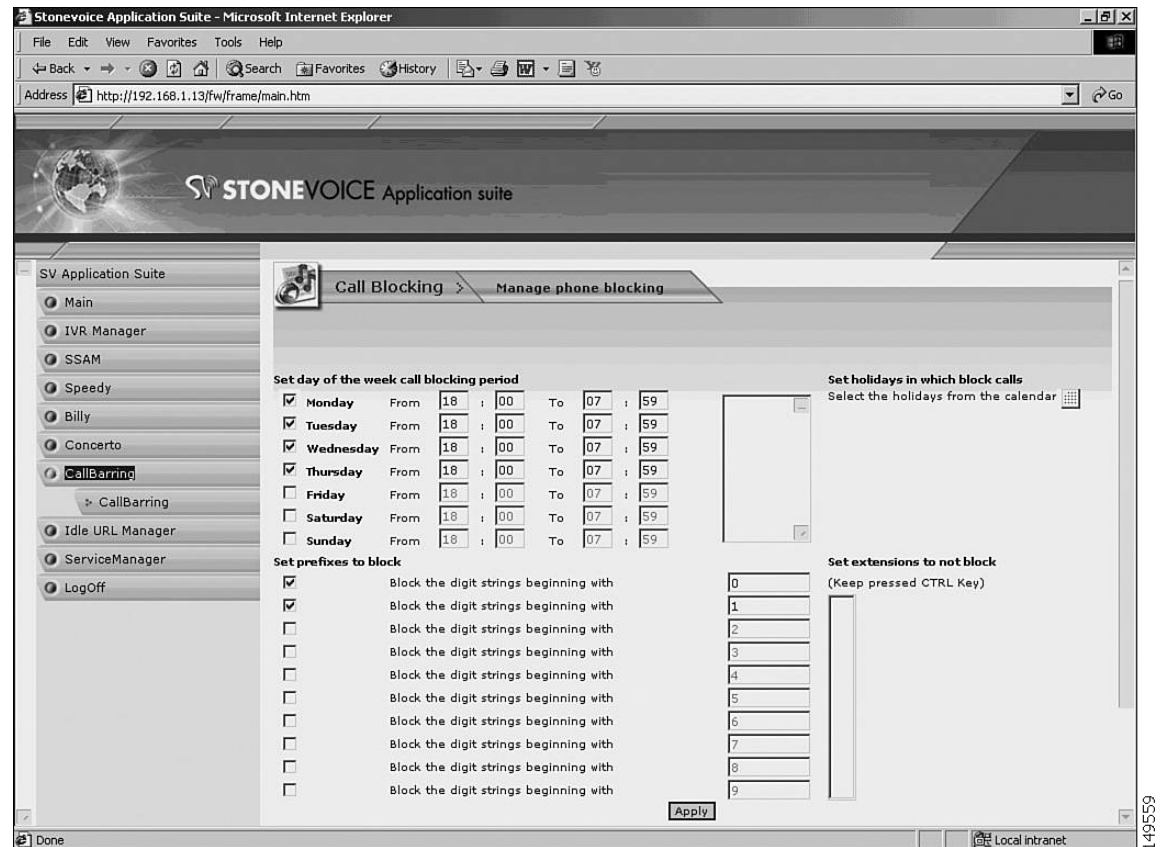 Stonevoice Application Suite - Microsoft Internet Explorer
File Edit View Favorites Tools Help
Back Search Favorites History
Address http://192.168.1.13/fw/frame/main.htm Go
SV STONEVOICE Application suite
SV Application Suite
Main
IVR Manager
SSAM
Speedy
Billy
Concerto
CallBarring
> CallBarring
Idle URL Manager
ServiceManager
LogOff
Call Blocking > Manage phone blocking
Set day of the week call blocking period
Monday From 18 : 00 To 07 : 59
Tuesday From 18 : 00 To 07 : 59
Wednesday From 18 : 00 To 07 : 59
Thursday From 18 : 00 To 07 : 59
Friday From 18 : 00 To 07 : 59
Saturday From 18 : 00 To 07 : 59
Sunday From 18 : 00 To 07 : 59
Set holidays in which block calls
Select the holidays from the calendar
Set prefixes to block
Block the digit strings beginning with 0
Block the digit strings beginning with 1
Block the digit strings beginning with 2
Block the digit strings beginning with 3
Block the digit strings beginning with 4
Block the digit strings beginning with 5
Block the digit strings beginning with 6
Block the digit strings beginning with 7
Block the digit strings beginning with 8
Block the digit strings beginning with 9
Set extensions to not block
(Keep pressed CTRL Key)
Apply
Done
Local intranet
149559